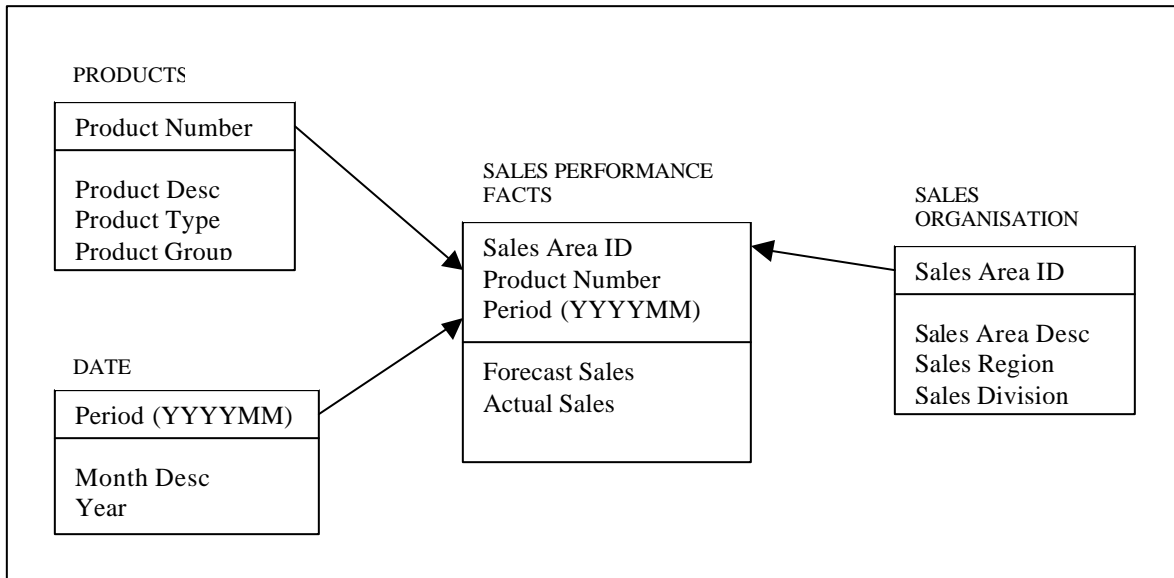 PRODUCTS
Product Number
Product Desc
Product Type
Product Group
DATE
Period (YYYYMM)
Month Desc
Year
SALES PERFORMANCE
FACTS
Sales Area ID
Product Number
Period (YYYYMM)
Forecast Sales
Actual Sales
SALES
ORGANISATION
Sales Area ID
Sales Area Desc
Sales Region
Sales Division